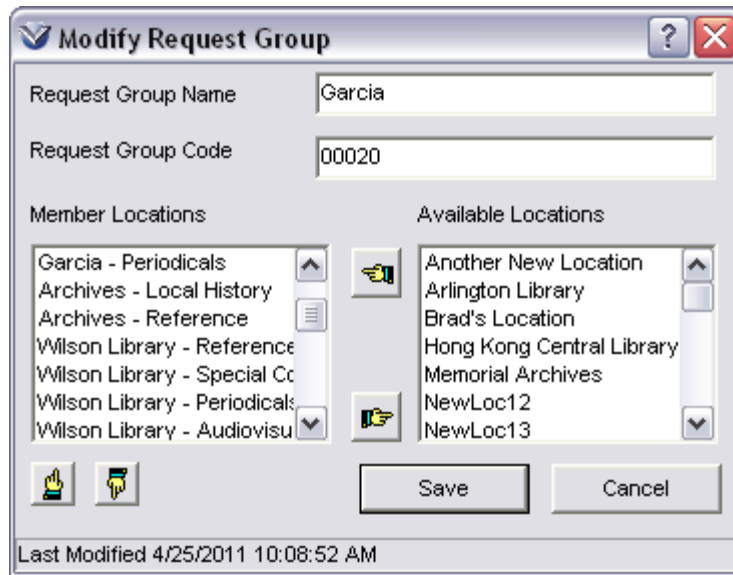 Modify Request Group
Request Group Name
Garcia
Request Group Code
00020
Member Locations
Available Locations
Garcia - Periodicals
Archives - Local History
Archives - Reference
Wilson Library - Reference
Wilson Library - Special Co
Wilson Library - Periodicals
Wilson Library - Audiovisu
Another New Location
Arlington Library
Brad's Location
Hong Kong Central Library
Memorial Archives
NewLoc12
NewLoc13
Save
Cancel
Last Modified 4/25/2011 10:08:52 AM